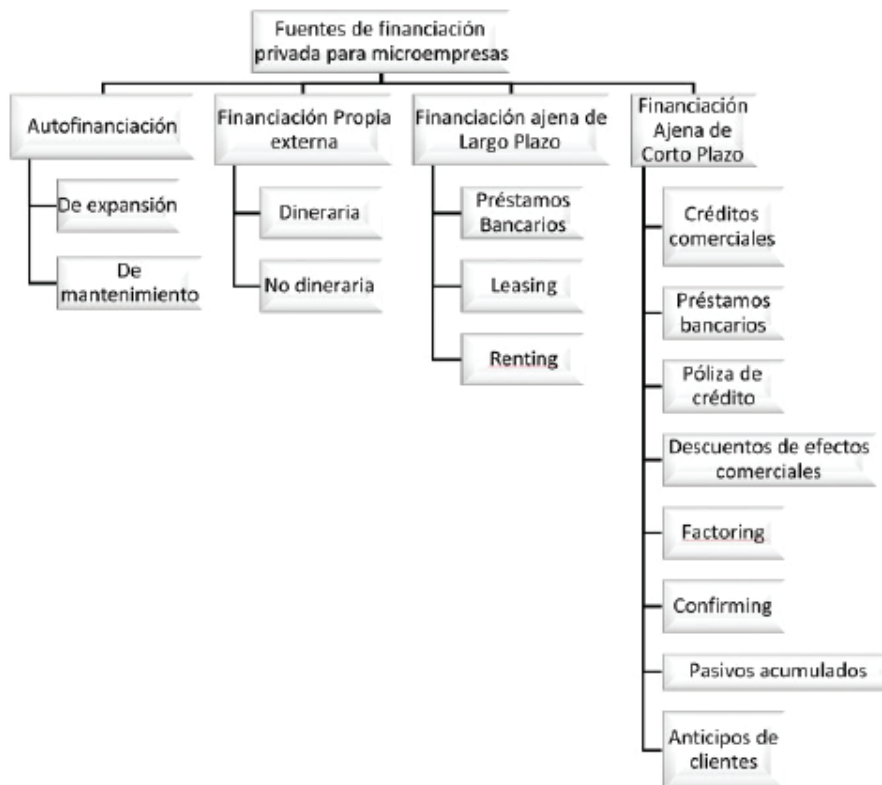 Fuentes de financiación
privada para microempresas
Autofinanciación
De expansión
De
mantenimiento
Financiación Propia
externa
Dineraria
No dineraria
Financiación ajena de
Largo Plazo
Préstamos
Bancarios
Leasing
Renting
Financiación
Ajena de
Corto Plazo
Créditos
comerciales
Préstamos
bancarios
Póliza de
crédito
Descuentos de efectos
comerciales
Factoring
Confirming
Pasivos acumulados
Anticipos de
clientes